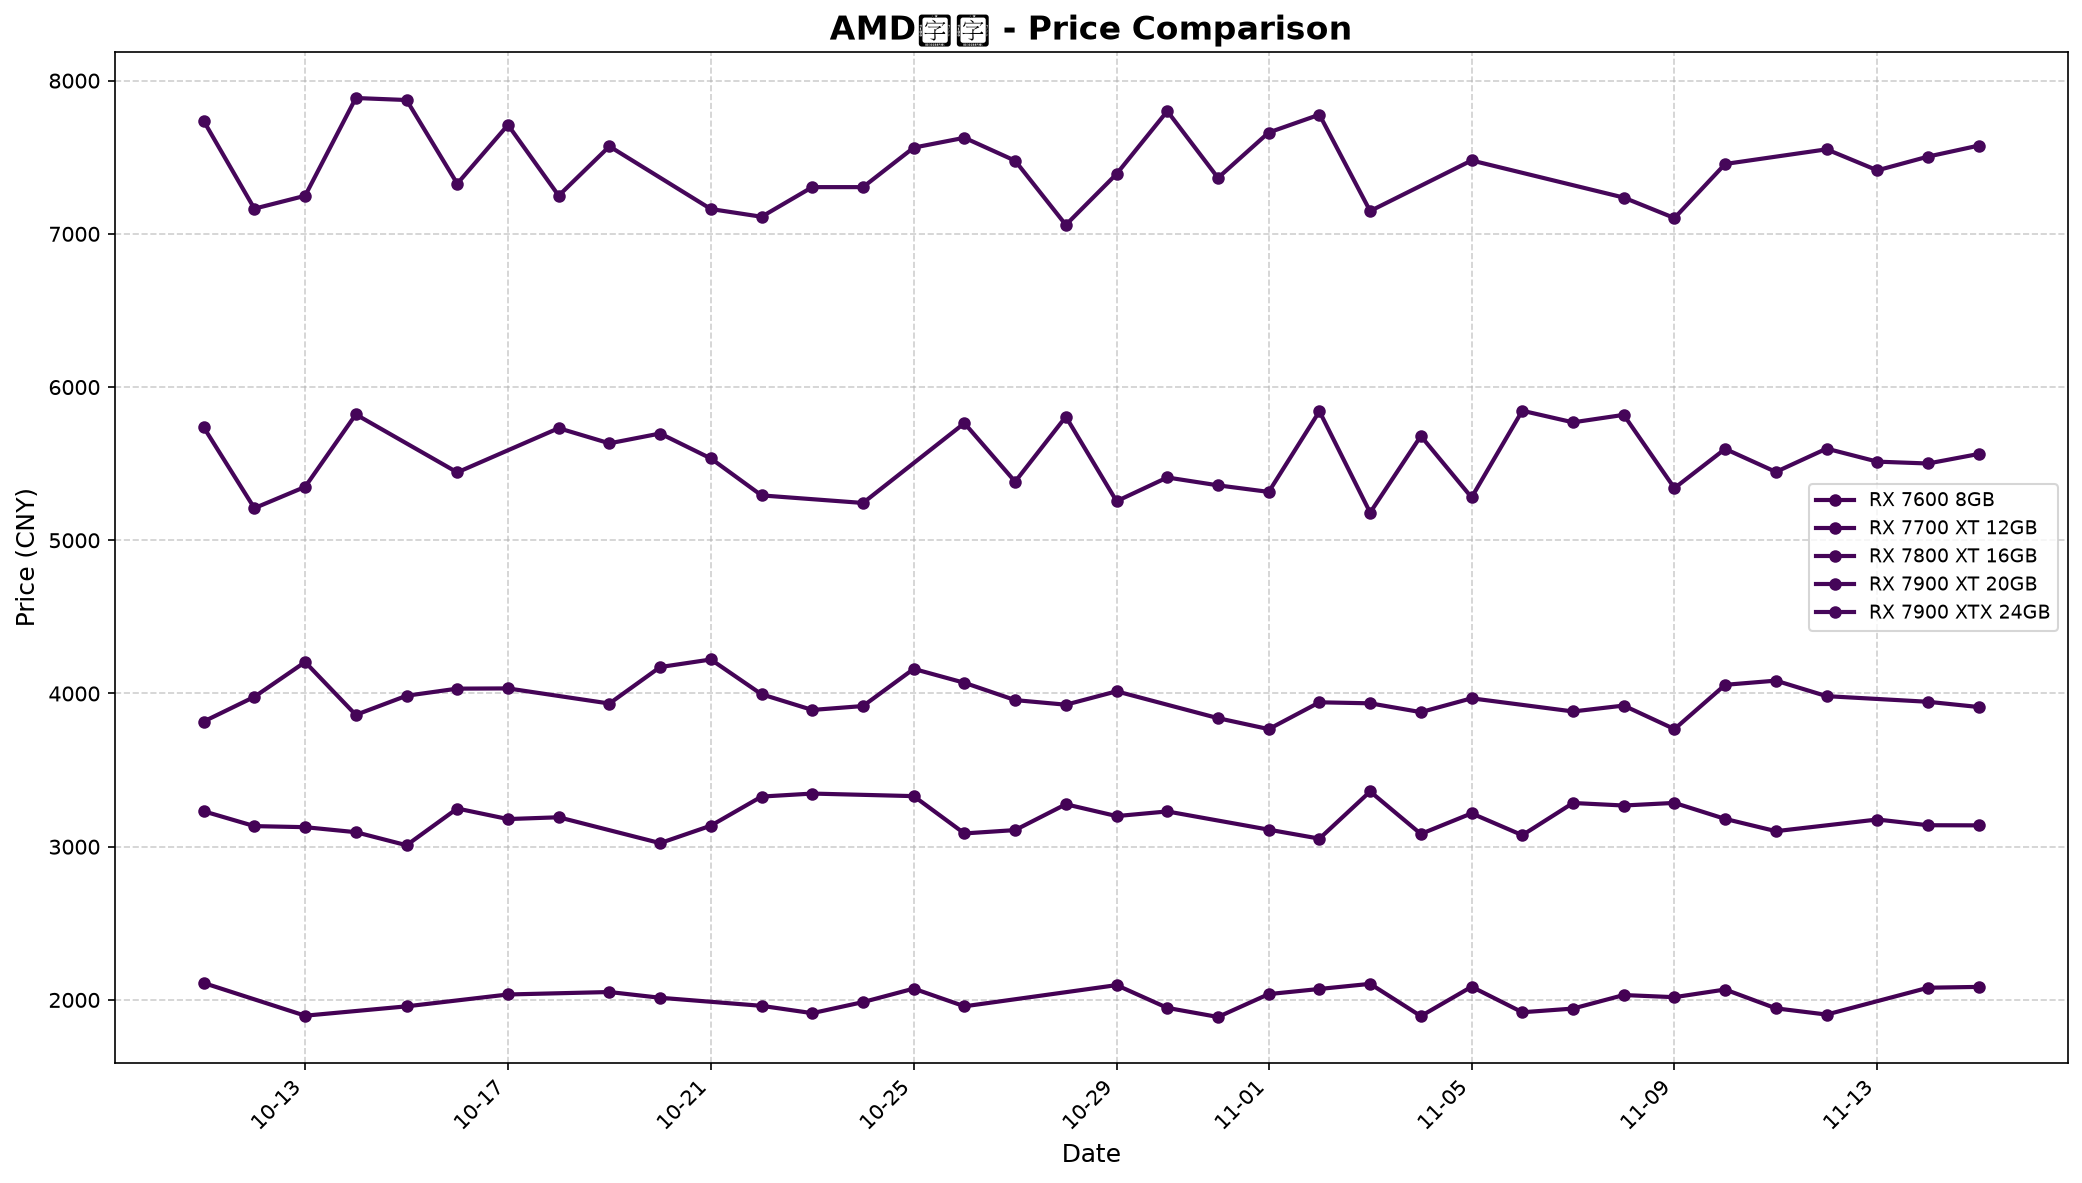 AMD - Price Comparison
8000
7000
6000
5000
4000
3000
2000
Price (CNY)
RX 7600 8GB
RX 7700 XT 12GB
RX 7800 XT 16GB
RX 7900 XT 20GB
RX 7900 XTX 24GB
10-13
10-17
10-21
10-25
10-29
11-01
11-05
11-09
11-13
Date